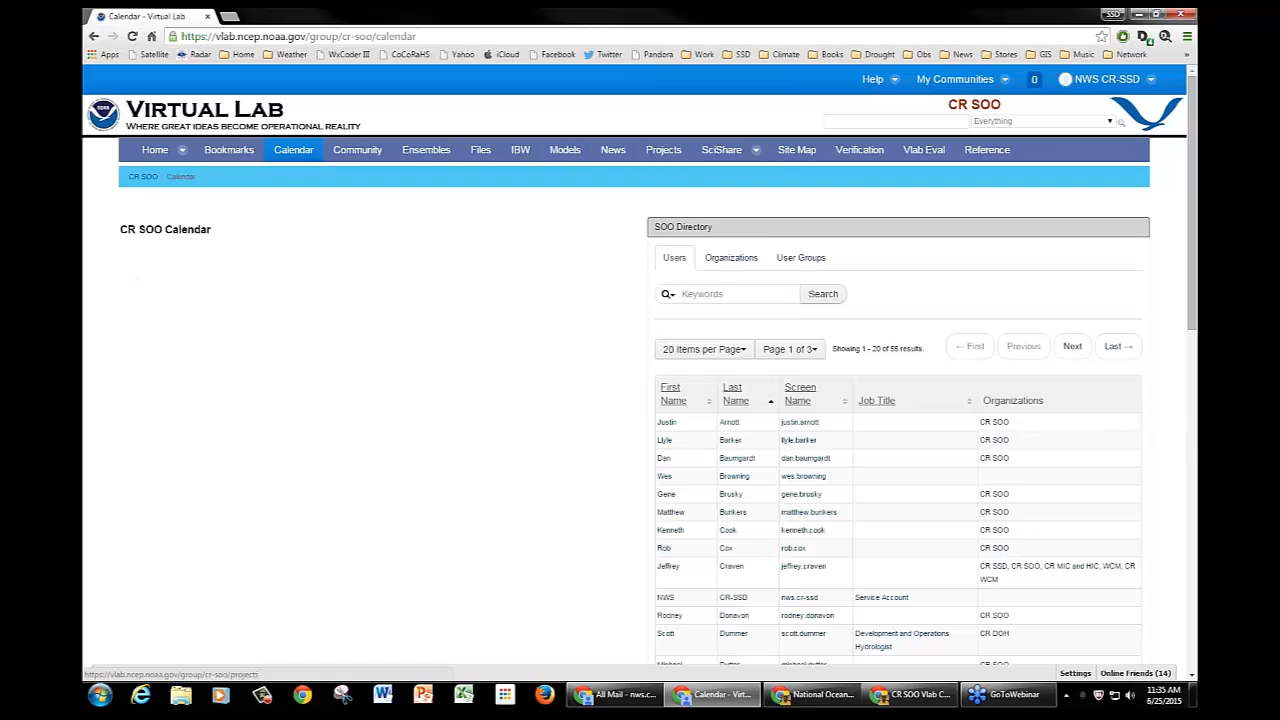 Calendar - Virtual Lab
SSD
https://vlab.ncep.noaa.gov/group/cr-soo/calendar
Apps Satellite Radar Home Weather WxCoder III CoCoRaHS Yahoo iCloud Facebook Twitter Pandora Work SSD Climate Books Drought Obs News Stores GIS Music Network
Help My Communities 0 NWS CR-SSD
VIRTUAL LAB
WHERE GREAT IDEAS BECOME OPERATIONAL REALITY
CR SOO
Everything
Home Bookmarks Calendar Community Ensembles Files IBW Models News Projects SciShare Site Map Verification Vlab Eval Reference
CR SOO Calendar
CR SOO Calendar
SOO Directory
Users Organizations User Groups
Keywords Search
20 Items per Page Page 1 of 3 Showing 1 - 20 of 55 results. ← First Previous Next Last →
First Name Last Name Screen Name Job Title Organizations
Justin Arnott justin.arnott CR SOO
Llyle Barker llyle.barker CR SOO
Dan Baumgardt dan.baumgardt CR SOO
Wes Browning wes.browning
Gene Brusky gene.brusky CR SOO
Matthew Bunkers matthew.bunkers CR SOO
Kenneth Cook kenneth.cook CR SOO
Rob Cox rob.cox CR SOO
Jeffrey Craven jeffrey.craven CR SSD, CR SOO, CR MIC and HIC, WCM, CR WCM
NWS CR-SSD nws.cr-ssd Service Account
Rodney Donavon rodney.donavon CR SOO
Scott Dummer scott.dummer Development and Operations Hydrologist CR DOH
https://vlab.ncep.noaa.gov/group/cr-soo/projects
Settings Online Friends (14)
All Mail - nws.c... Calendar - Virt... National Ocean... CR SOO Vlab C... GoToWebinar
11:35 AM
6/25/2015